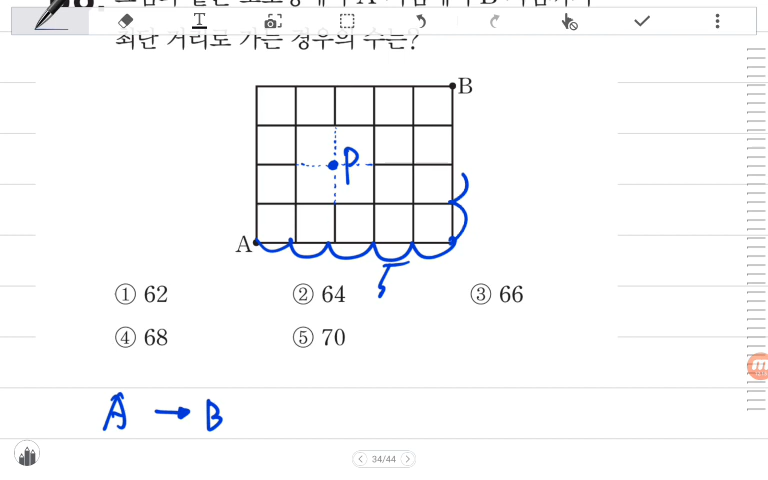 최단 거리로 가는 경우의 수는?
B
P
A
5
① 62 ② 64 ③ 66
④ 68 ⑤ 70
A → B
34/44